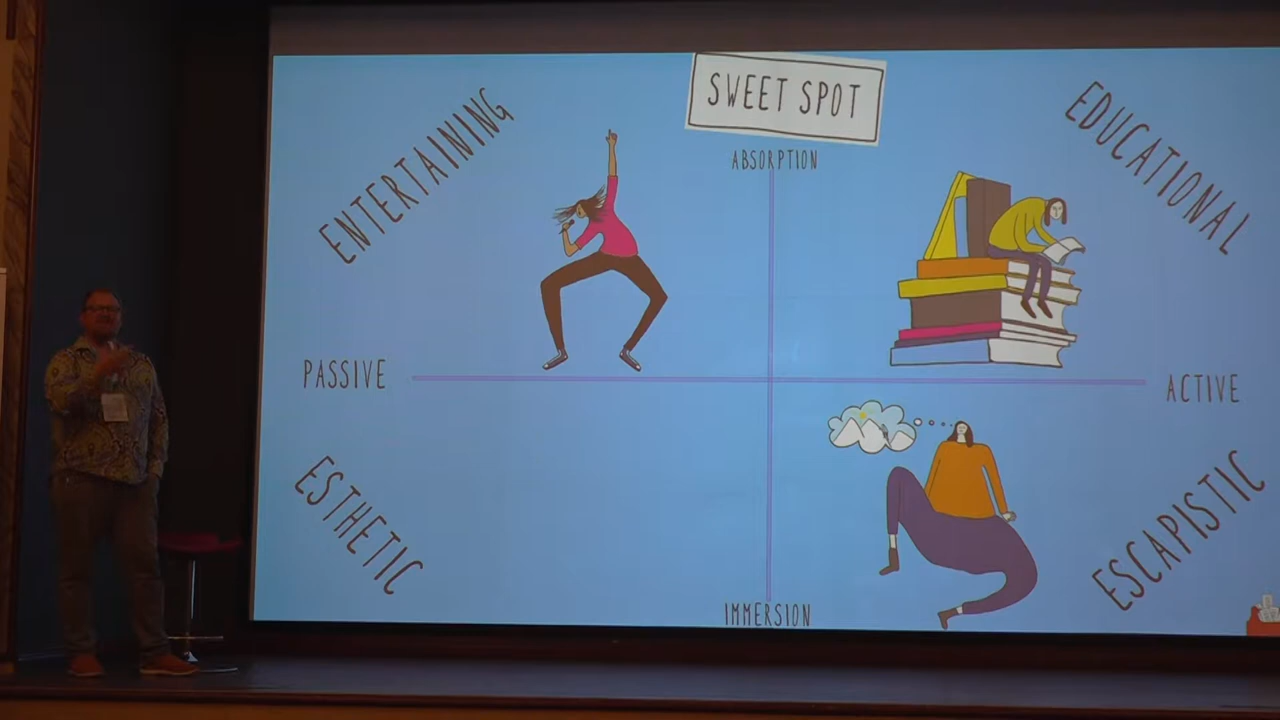 SWEET SPOT
ENTERTAINING
EDUCATIONAL
ABSORPTION
PASSIVE
ACTIVE
ESTHETIC
ESCAPISTIC
IMMERSION